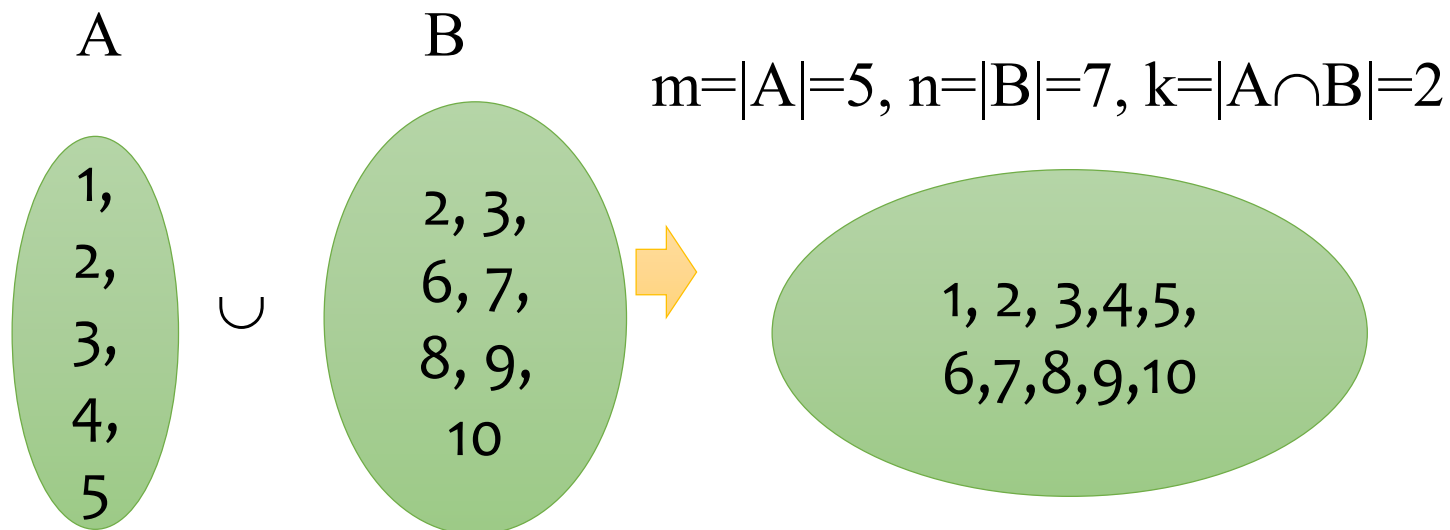 A
B
m=|A|=5, n=|B|=7, k=|A∩B|=2
1,
2,
3,
4,
5
∪
2, 3,
6, 7,
8, 9,
10
1, 2, 3,4,5,
6,7,8,9,10